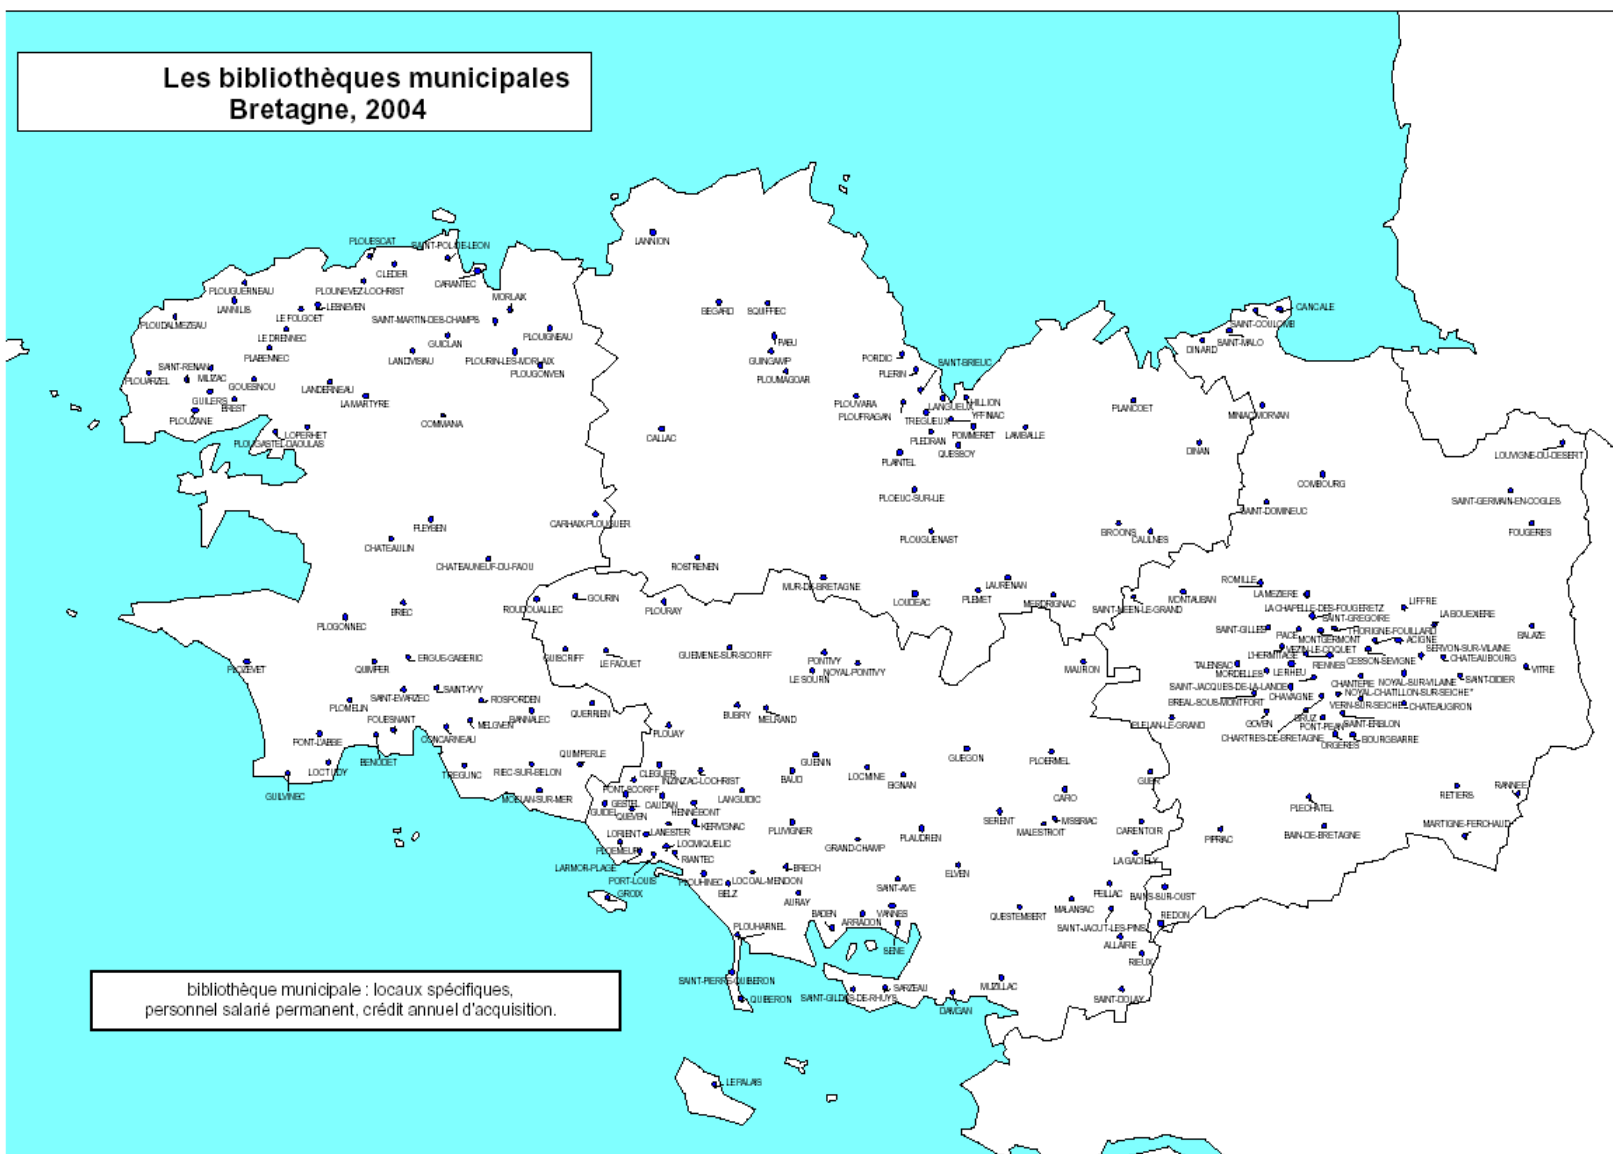 Les bibliothèques municipales
Bretagne, 2004
LANNION
PLOUESCAT
SAINT-POL-DE-LEON
CLEDER
CARANTEC
PLOUGUERNEAU
PLOUNEVEZ-LOCHRIST
LANNILIS
LESNEVEN
LE FOLGOET
MORLAIX
PLOUDALMEZEAU
SAINT-MARTIN-DES-CHAMPS
PLOUIGNEAU
LE DRENNEC
GUICLAN
PLABENNEC
LANDIVISIAU
PLOURIN-LES-MORLAIX
PLOUGONVEN
SAINT-RENAN
PLOUARZEL
MILIZAC
GOUESNOU
LANDERNEAU
GUILERS
BREST
LA MARTYRE
PLOUZANE
COMMANA
LOPERHET
PLOUGASTEL-DAOULAS
BEGARD
SQUIFFIEC
PABU
GUINGAMP
PLOUMAGOAR
PORDIC
SAINT-BRIEUC
PLERIN
PLOUVARA
PLOUFRAGAN
LANGUEUX
HILLION
TREGUEUX
YFFINIAC
PLEDRAN
POMMERET
LAMBALLE
QUESSOY
PLAINTEL
CALLAC
PLANCOET
DINAN
DINARD
SAINT-MALO
SAINT-COULOMB
CANCALE
MINIAC-MORVAN
LOUVIGNE-DU-DESERT
COMBOURG
SAINT-GERMAIN-EN-COGLES
SAINT-DOMINEUC
FOUGERES
PLOEUC-SUR-LIE
PLOUGUENAST
BROONS
CAULNES
PLEYBEN
CARHAIX-PLOUGUER
CHATEAULIN
CHATEAUNEUF-DU-FAOU
ROSTRENEN
MUR-DE-BRETAGNE
LOUDEAC
LAURENAN
PLEMET
MERDRIGNAC
SAINT-MEEN-LE-GRAND
MONTAUBAN
ROMILLE
LA MEZIERE
LA CHAPELLE-DES-FOUGERETZ
LIFFRE
LA BOUEXIERE
SAINT-GREGOIRE
SAINT-GILLES
PACE
THORIGNE-FOUILLARD
MONTGERMONT
ACIGNE
BALAZE
VEZIN-LE-COQUET
L'HERMITAGE
CESSON-SEVIGNE
SERVON-SUR-VILAINE
CHATEAUBOURG
RENNES
TALENSAC
MORDELLES
LE RHEU
VITRE
CHANTEPIE
NOYAL-SUR-VILAINE
SAINT-DIDIER
SAINT-JACQUES-DE-LA-LANDE
NOYAL-CHATILLON-SUR-SEICHE*
CHAVAGNE
BREAL-SOUS-MONTFORT
VERN-SUR-SEICHE
CHATEAUGIRON
GOVEN
BRUZ
SAINT-ERBLON
PONT-PEAN
PLELAN-LE-GRAND
CHARTRES-DE-BRETAGNE
ORGERES
BOURGBARRE
BRIEC
ROUDOUALLEC
GOURIN
PLOURAY
PLOGONNEC
PLOZEVET
QUIMPER
ERGUE-GABERIC
GUISCRIFF
LE FAOUET
GUEMENE-SUR-SCORFF
PONTIVY
NOYAL-PONTIVY
LE SOURN
MAURON
SAINT-EVARZEC
SAINT-YVY
ROSPORDEN
PLOMELIN
BANNALEC
QUERRIEN
FOUESNANT
MELGVEN
CONCARNEAU
BUBRY
MELRAND
PONT-L'ABBE
BENODET
PLOUAY
LOCTUDY
TREGUNC
RIEC-SUR-BELON
QUIMPERLE
GUILVINEC
MOELAN-SUR-MER
CLEGUER
INZINZAC-LOCHRIST
GUENIN
BAUD
LOCMINE
BIGNAN
GUEGON
PLOERMEL
GUER
PONT-SCORFF
GESTEL
CAUDAN
LANGUIDIC
GUIDEL
QUEVEN
HENNEBONT
KERVIGNAC
CARO
SERENT
MISSIRIAC
MALESTROIT
CARENTOIR
LORIENT
LANESTER
PLUVIGNER
PLAUDREN
PLOEMEUR
LOCMIQUELIC
GRAND-CHAMP
LARMOR-PLAGE
RIANTEC
PORT-LOUIS
GROIX
PLOUHINEC
LOCOAL-MENDON
BRECH
BELZ
AURAY
SAINT-AVE
ELVEN
LA GACILLY
PEILLAC
BAINS-SUR-OUST
PIPRIAC
PLECHATEL
BAIN-DE-BRETAGNE
RETIERS
RANNEE
MARTIGNE-FERCHAUD
BADEN
ARRADON
VANNES
SENE
QUESTEMBERT
MALANSAC
REDON
SAINT-JACUT-LES-PINS
ALLAIRE
RIEUX
PLOUHARNEL
SAINT-PIERRE-QUIBERON
QUIBERON
SAINT-GILDAS-DE-RHUYS
SARZEAU
DAMGAN
MUZILLAC
SAINT-DOLAY
LE PALAIS
bibliothèque municipale : locaux spécifiques,
personnel salarié permanent, crédit annuel d'acquisition.